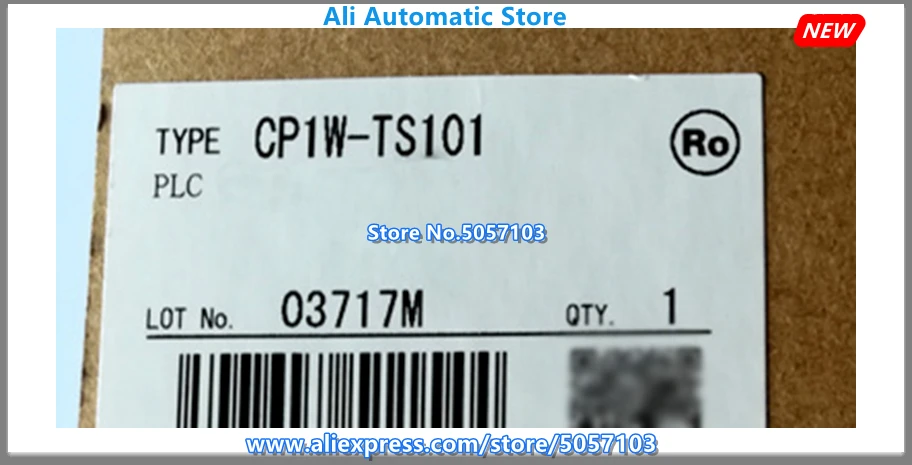 Ali Automatic Store
NEW
TYPE CP1W-TS101
Ro
PLC
Store No.5057103
LOT No. 03717M QTY. 1
www.aliexpress.com/store/5057103